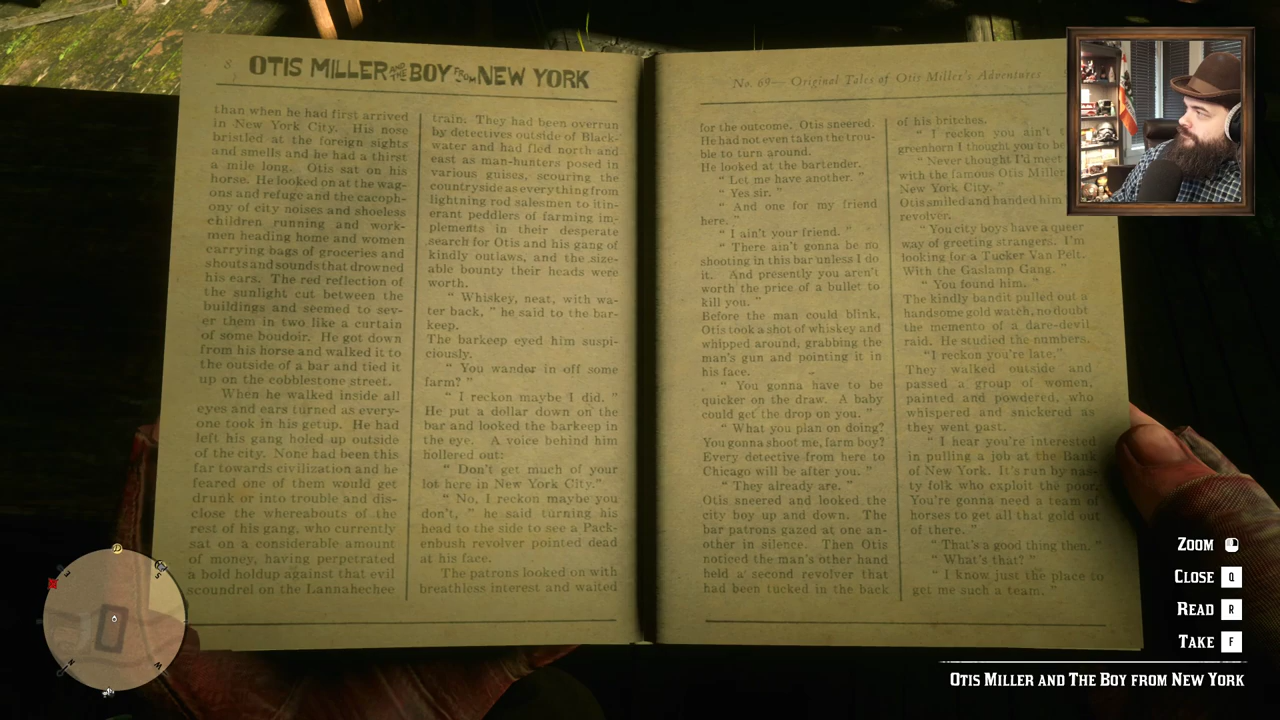 8
OTIS MILLER AND THE BOY FROM NEW YORK
than when he had first arrived
in New York City. His nose
bristled at the foreign sights
and smells and he had a thirst
a mile long. Otis sat on his
horse. He looked on at the wag-
ons and refuge and the cacoph-
ony of city noises and shoeless
children running and work-
men heading home and women
carrying bags of groceries and
shouts and sounds that drowned
his ears. The red reflection of
the sunlight cut between the
buildings and seemed to sev-
er them in two like a curtain
of some boudoir. He got down
from his horse and walked it to
the outside of a bar and tied it
up on the cobblestone street.
When he walked inside all
eyes and ears turned as every-
one took in his getup. He had
left his gang holed up outside
of the city. None had been this
far towards civilization and he
feared one of them would get
drunk or into trouble and dis-
close the whereabouts of the
rest of his gang, who currently
sat on a considerable amount
of money, having perpetrated
a bold holdup against that evil
scoundrel on the Lannahechee
train. They had been overrun
by detectives outside of Black-
water and had fled north and
east as man-hunters posed in
various guises, scouring the
countryside as everything from
lightning rod salesmen to itin-
erant peddlers of farming im-
plements in their desperate
search for Otis and his gang of
kindly outlaws, and the size-
able bounty their heads were
worth.
“ Whiskey, neat, with wa-
ter back, ” he said to the bar-
keep.
The barkeep eyed him suspi-
ciously.
“ You wander in off some
farm? ”
“ I reckon maybe I did. ”
He put a dollar down on the
bar and looked the barkeep in
the eye. A voice behind him
hollered out:
“ Don't get much of your
lot here in New York City.”
“ No, I reckon maybe you
don't, ” he said turning his
head to the side to see a Pack-
enbush revolver pointed dead
at his face.
The patrons looked on with
breathless interest and waited
No. 69— Original Tales of Otis Miller's Adventures
for the outcome. Otis sneered.
He had not even taken the trou-
ble to turn around.
He looked at the bartender.
“ Let me have another. ”
“ Yes sir. ”
“ And one for my friend
here. ”
“ I ain't your friend. ”
“ There ain't gonna be no
shooting in this bar unless I do
it. And presently you aren't
worth the price of a bullet to
kill you. ”
Before the man could blink,
Otis took a shot of whiskey and
whipped around, grabbing the
man's gun and pointing it in
his face.
“ You gonna have to be
quicker on the draw. A baby
could get the drop on you. ”
“ What you plan on doing?
You gonna shoot me, farm boy?
Every detective from here to
Chicago will be after you. ”
“ They already are. ”
Otis sneered and looked the
city boy up and down. The
bar patrons gazed at one an-
other in silence. Then Otis
noticed the man's other hand
held a second revolver that
had been tucked in the back
of his britches.
“ I reckon you ain't t
greenhorn I thought you to be
“ Never thought I'd meet
with the famous Otis Miller
New York City. ”
Otis smiled and handed him
revolver.
“ You city boys have a queer
way of greeting strangers. I'm
looking for a Tucker Van Pelt.
With the Gaslamp Gang. ”
“ You found him. ”
The kindly bandit pulled out a
handsome gold watch, no doubt
the memento of a dare-devil
raid. He studied the numbers.
“I reckon you're late.”
They walked outside and
passed a group of women,
painted and powdered, who
whispered and snickered as
they went past.
“ I hear you're interested
in pulling a job at the Bank
of New York. It's run by nas-
ty folk who exploit the poor.
You're gonna need a team of
horses to get all that gold out
of there. ”
“ That's a good thing then. ”
“ What's that? ”
“ I know just the place to
get me such a team. ”
ZOOM
CLOSE Q
READ R
TAKE F
OTIS MILLER AND THE BOY FROM NEW YORK